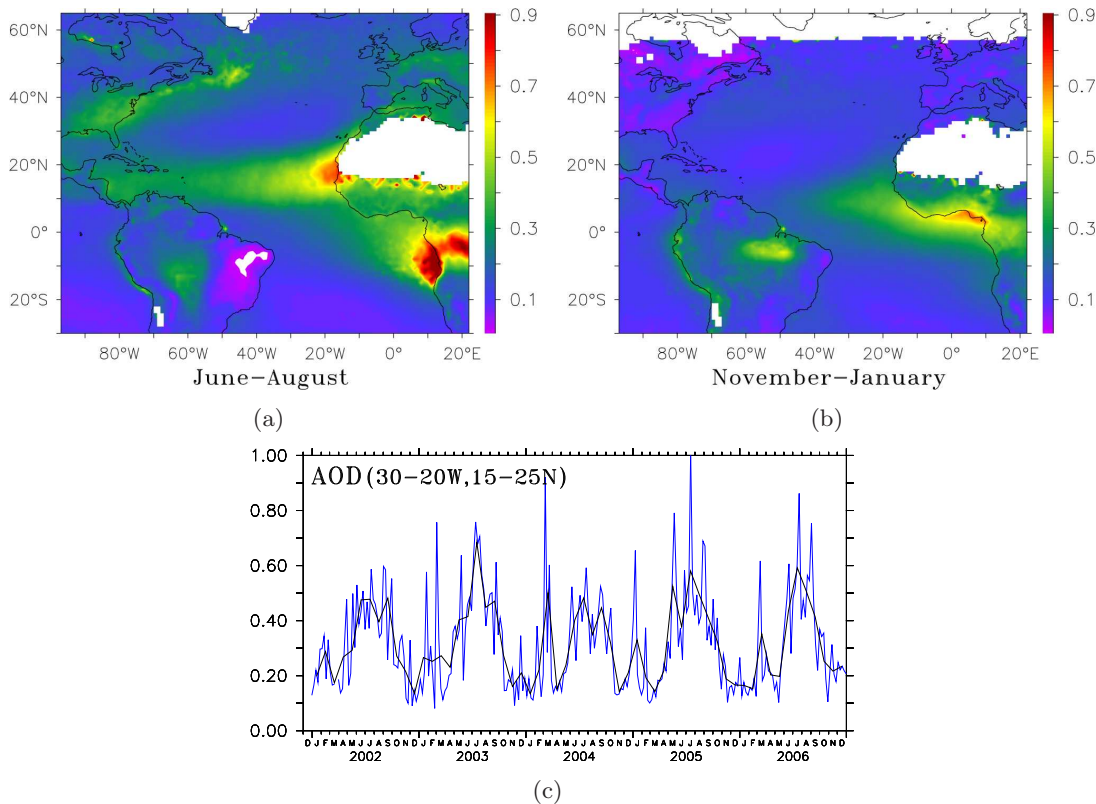 60°N
40°N
20°N
0°
20°S
80°W 60°W 40°W 20°W 0° 20°E
0.9
0.7
0.5
0.3
0.1
June–August
(a)
60°N
40°N
20°N
0°
20°S
80°W 60°W 40°W 20°W 0° 20°E
0.9
0.7
0.5
0.3
0.1
November–January
(b)
AOD(30–20W,15–25N)
1.00
0.80
0.60
0.40
0.20
0.00
D J F M A M J J A S O N D J F M A M J J A S O N D J F M A M J J A S O N D J F M A M J J A S O N D J F M A M J J A S O N D
2002 2003 2004 2005 2006
(c)